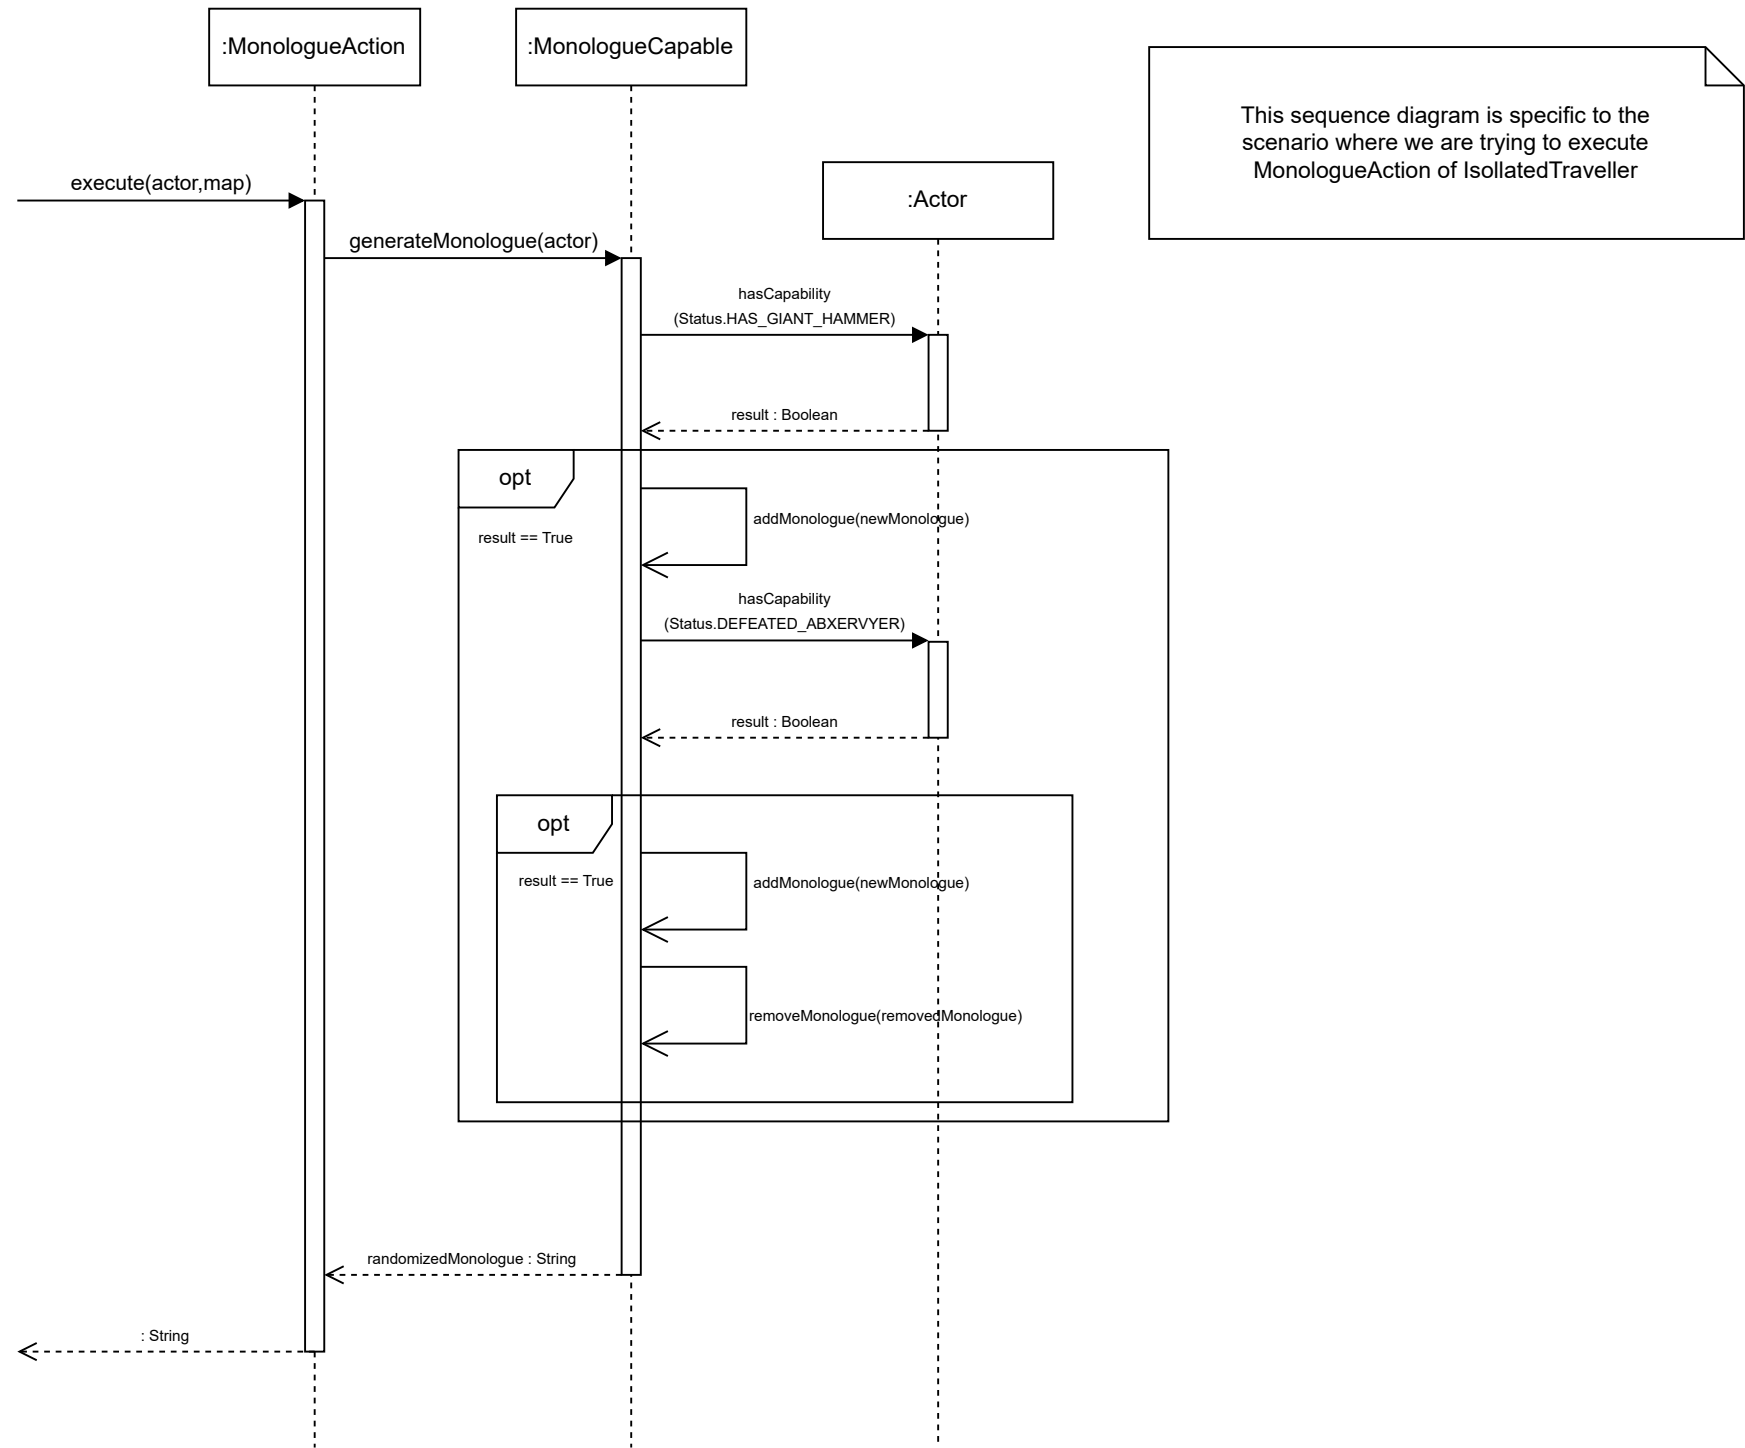 :MonologueAction
:MonologueCapable
This sequence diagram is specific to the
scenario where we are trying to execute
MonologueAction of IsollatedTraveller
:Actor
execute(actor,map)
generateMonologue(actor)
hasCapability
(Status.HAS_GIANT_HAMMER)
result : Boolean
opt
addMonologue(newMonologue)
result == True
hasCapability
(Status.DEFEATED_ABXERVYER)
result : Boolean
opt
result == True
addMonologue(newMonologue)
removeMonologue(removedMonologue)
randomizedMonologue : String
: String